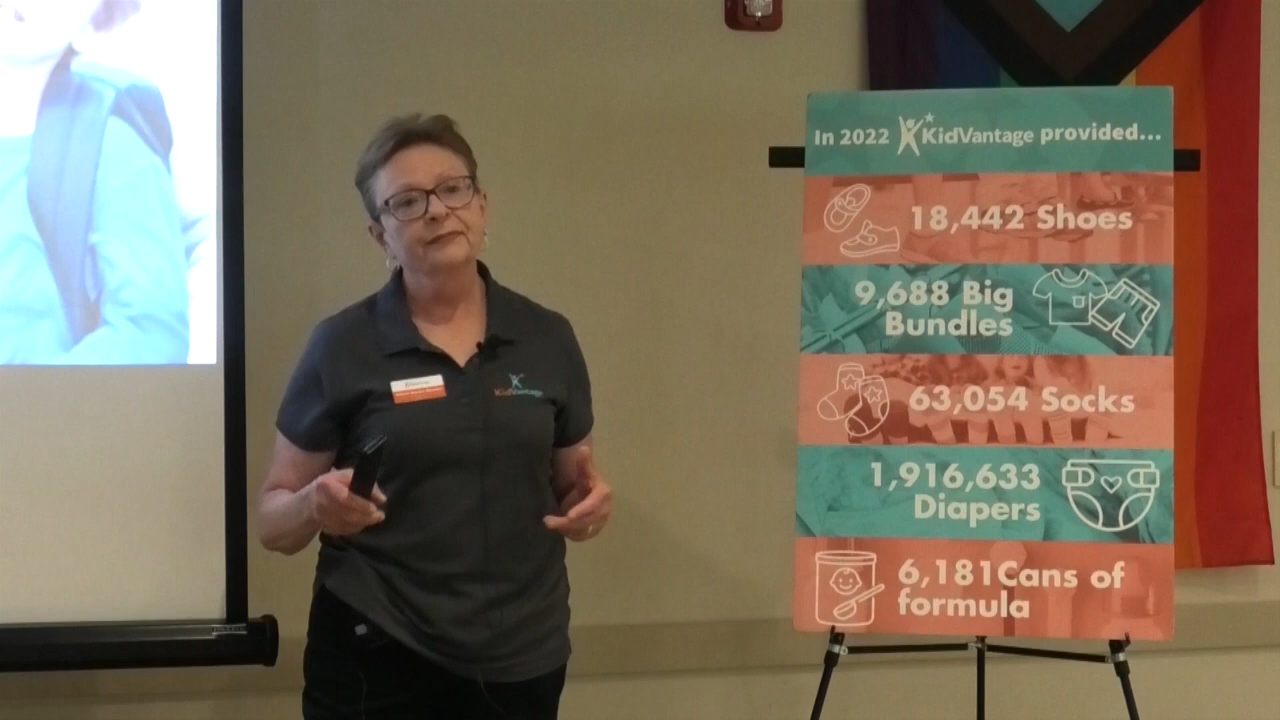 In 2022 KidVantage provided...
18,442 Shoes
9,688 Big
Bundles
63,054 Socks
1,916,633
Diapers
6,181Cans of
formula
KidVantage